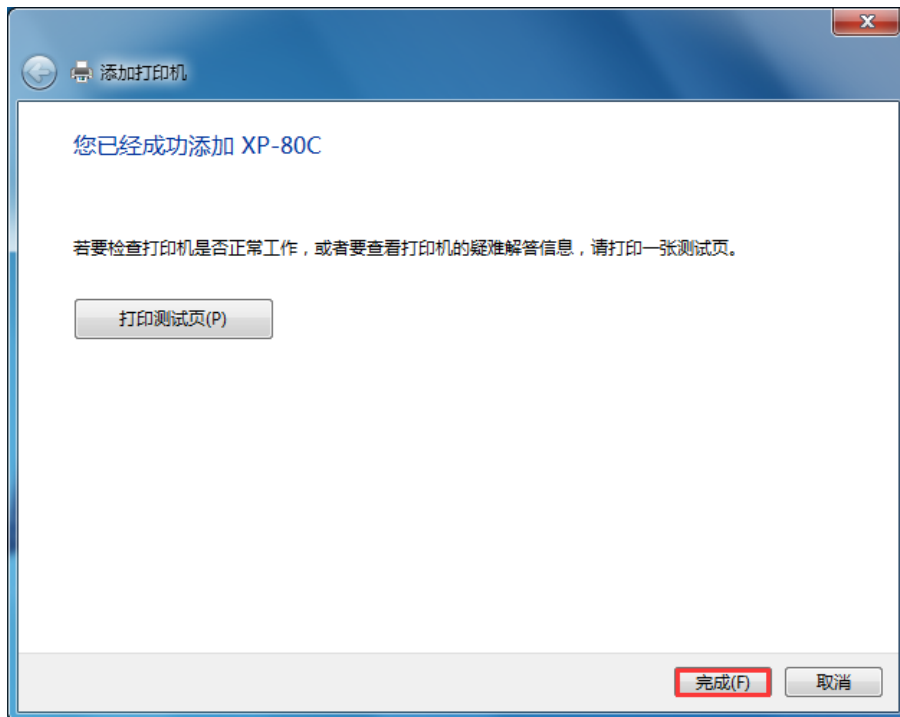 添加打印机
您已经成功添加 XP-80C
若要检查打印机是否正常工作，或者要查看打印机的疑难解答信息，请打印一张测试页。
打印测试页(P)
完成(F)
取消